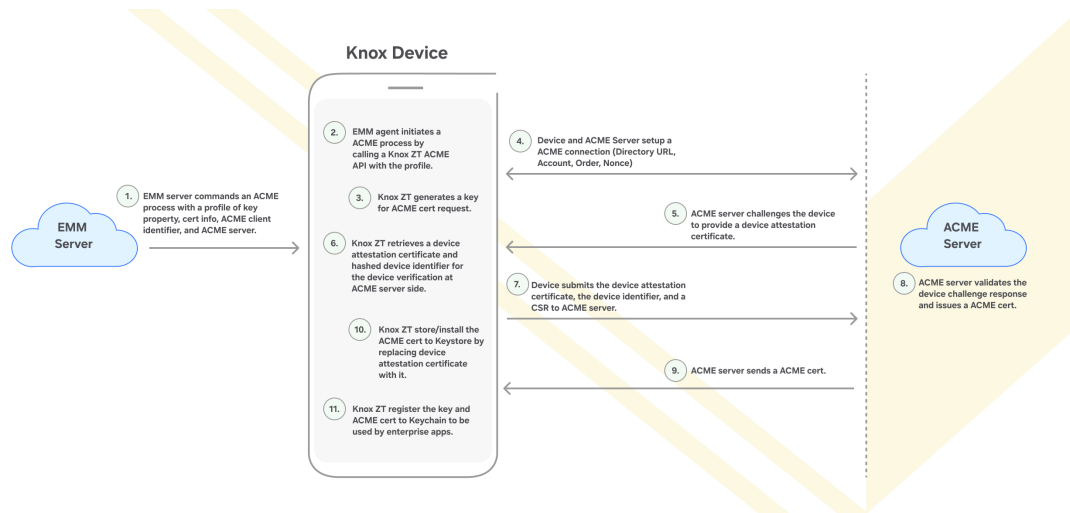 Knox Device
EMM
Server
1.
EMM server commands an ACME
process with a profile of key
property, cert info, ACME client
identifier, and ACME server.
2.
EMM agent initiates a
ACME process by
calling a Knox ZT ACME
API with the profile.
3.
Knox ZT generates a key
for ACME cert request.
4.
Device and ACME Server setup a
ACME connection (Directory URL,
Account, Order, Nonce)
5.
ACME server challenges the device
to provide a device attestation
certificate.
6.
Knox ZT retrieves a device
attestation certificate and
hashed device identifier for
the device verification at
ACME server side.
7.
Device submits the device attestation
certificate, the device identifier, and a
CSR to ACME server.
ACME
Server
8.
ACME server validates the
device challenge response
and issues a ACME cert.
9.
ACME server sends a ACME cert.
10.
Knox ZT store/install the
ACME cert to Keystore by
replacing device
attestation certificate
with it.
11.
Knox ZT register the key and
ACME cert to Keychain to be
used by enterprise apps.